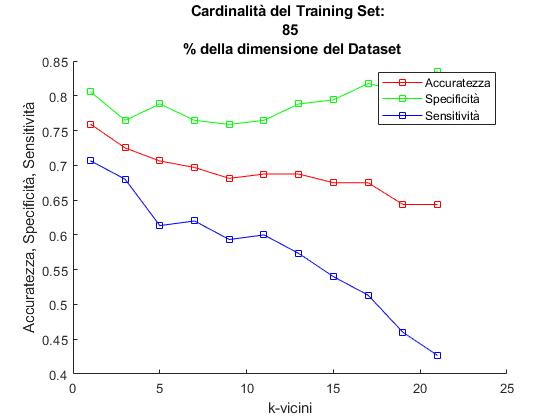 Cardinalità del Training Set:
85
% della dimensione del Dataset
Accuratezza, Specificità, Sensitività
0.85
0.8
0.75
0.7
0.65
0.6
0.55
0.5
0.45
0.4
0
5
10
15
20
25
k-vicini
Accuratezza
Specificità
Sensitività